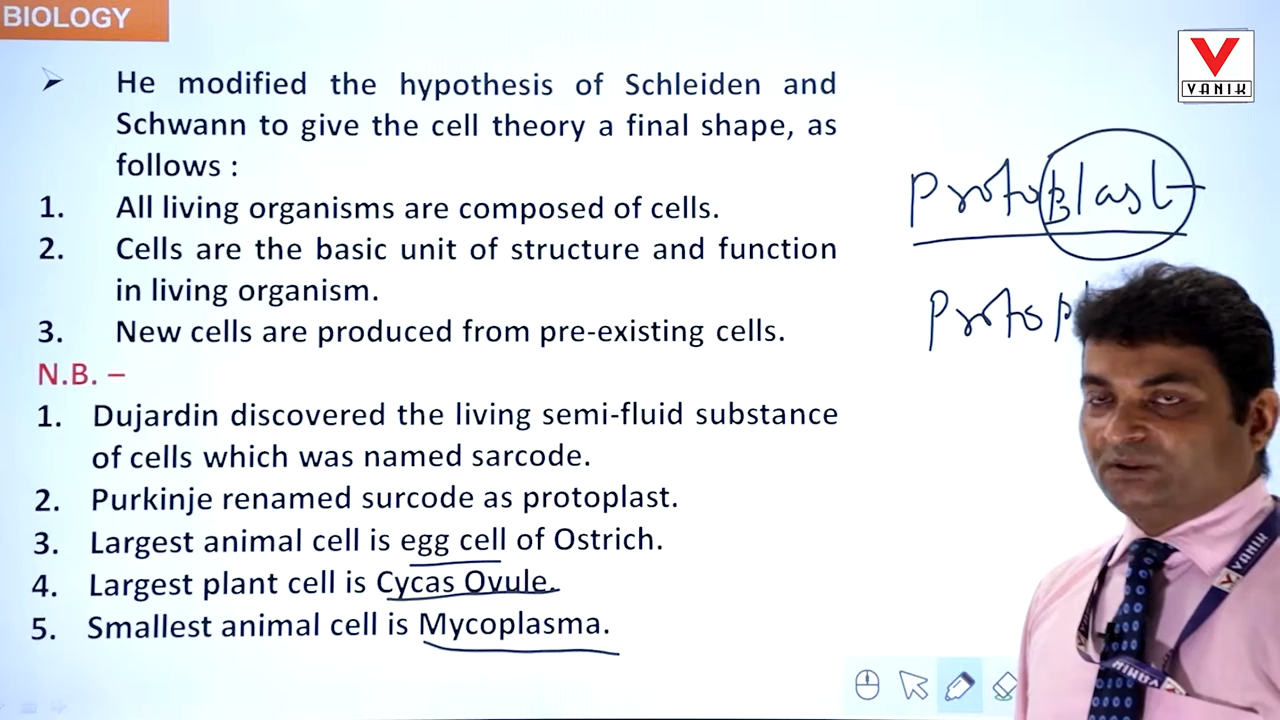 BIOLOGY
V
VANIK
➢ He modified the hypothesis of Schleiden and
Schwann to give the cell theory a final shape, as
follows :
1. All living organisms are composed of cells.
2. Cells are the basic unit of structure and function
in living organism.
3. New cells are produced from pre-existing cells.
N.B. –
1. Dujardin discovered the living semi-fluid substance
of cells which was named sarcode.
2. Purkinje renamed surcode as protoplast.
3. Largest animal cell is egg cell of Ostrich.
4. Largest plant cell is Cycas Ovule.
5. Smallest animal cell is Mycoplasma.
Protoplast
Protop
VANIK
VANIK